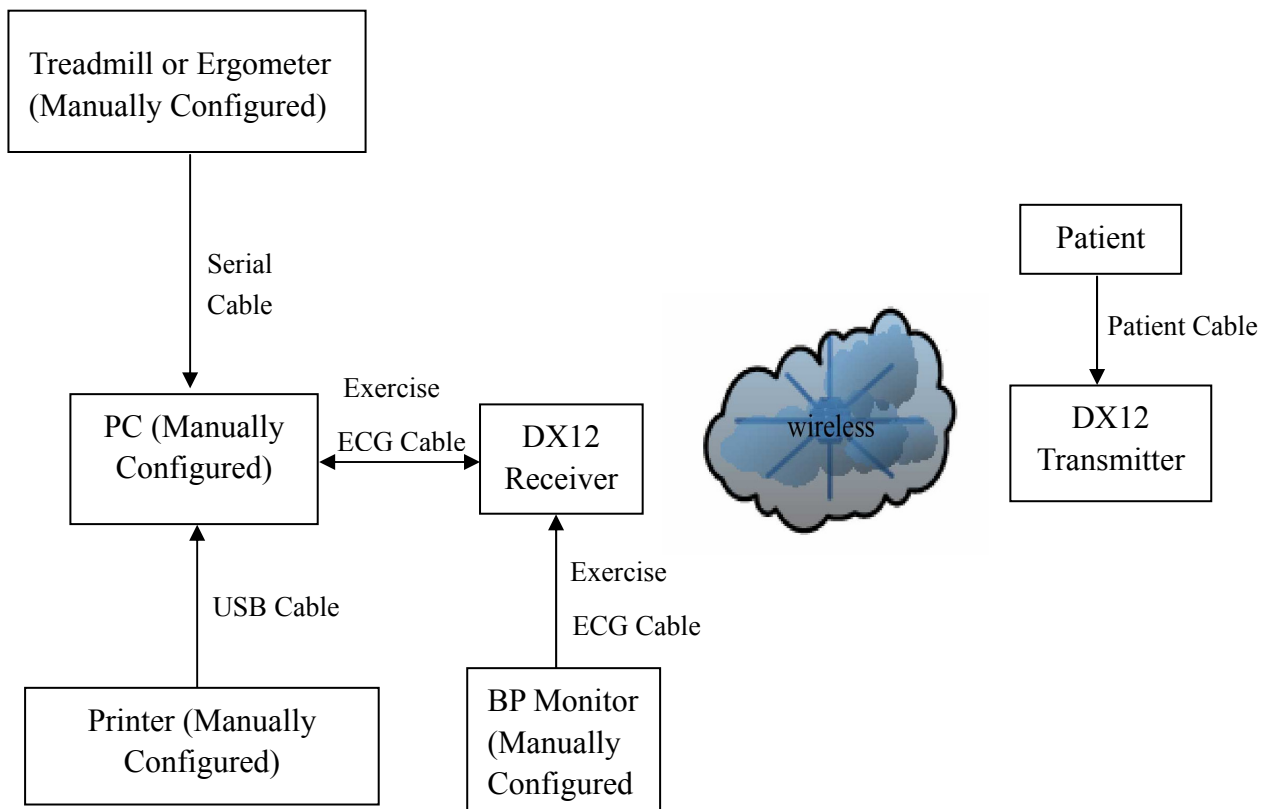 Treadmill or Ergometer
(Manually Configured)
Serial
Cable
Patient
Patient Cable
PC (Manually
Configured)
Exercise
ECG Cable
DX12
Receiver
wireless
DX12
Transmitter
USB Cable
Exercise
ECG Cable
Printer (Manually
Configured)
BP Monitor
(Manually
Configured